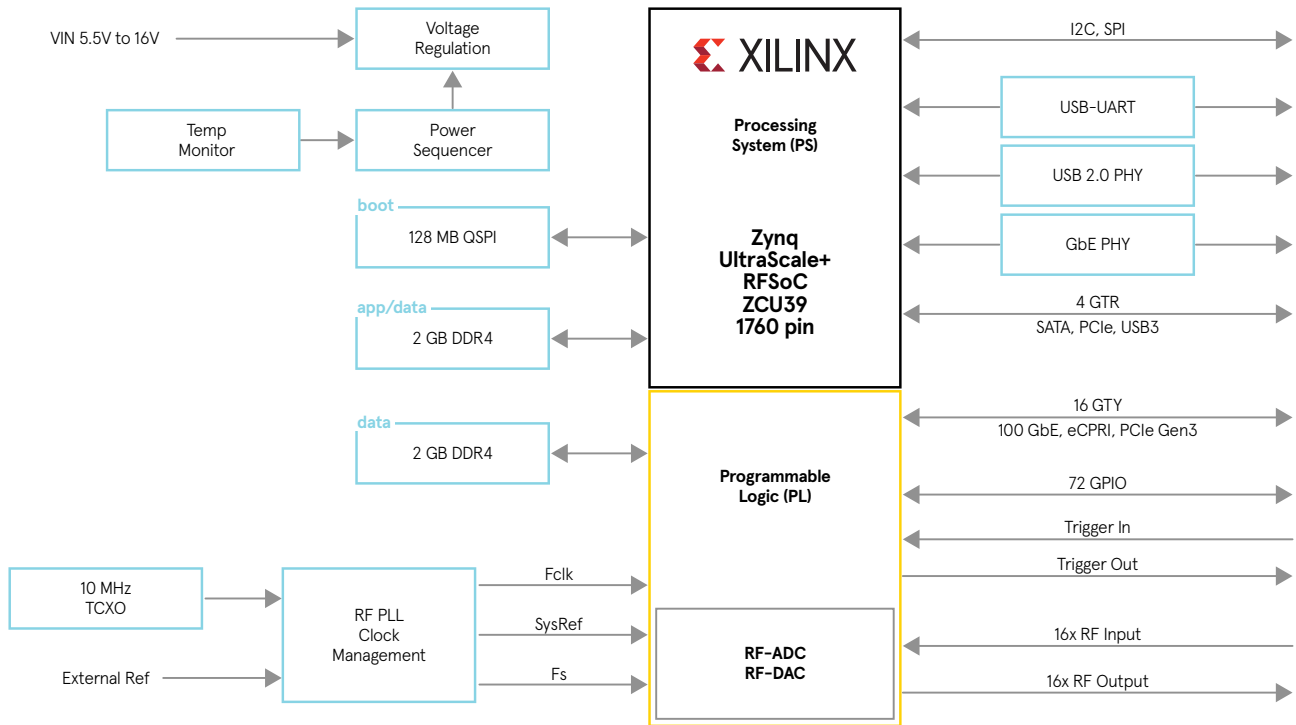 VIN 5.5V to 16V
Voltage
Regulation
Temp
Monitor
Power
Sequencer
boot
128 MB QSPI
app/data
2 GB DDR4
data
2 GB DDR4
10 MHz
TCXO
External Ref
RF PLL
Clock
Management
Fclk
SysRef
Fs
XILINX
Processing
System (PS)
Zynq
UltraScale+
RFSoC
ZCU39
1760 pin
Programmable
Logic (PL)
RF-ADC
RF-DAC
I2C, SPI
USB-UART
USB 2.0 PHY
GbE PHY
4 GTR
SATA, PCIe, USB3
16 GTY
100 GbE, eCPRI, PCIe Gen3
72 GPIO
Trigger In
Trigger Out
16x RF Input
16x RF Output